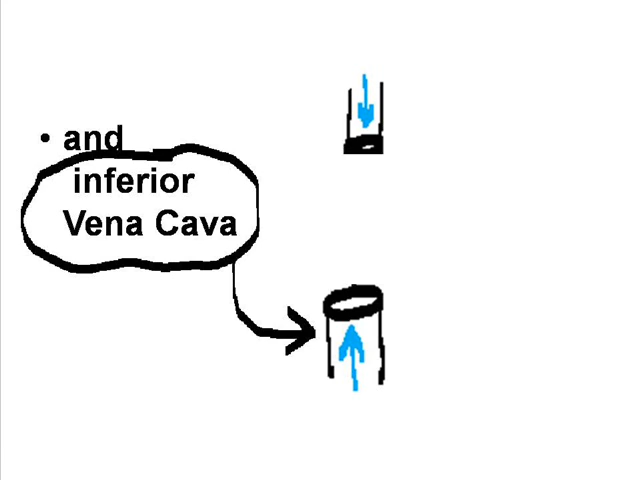 • and
inferior
Vena Cava